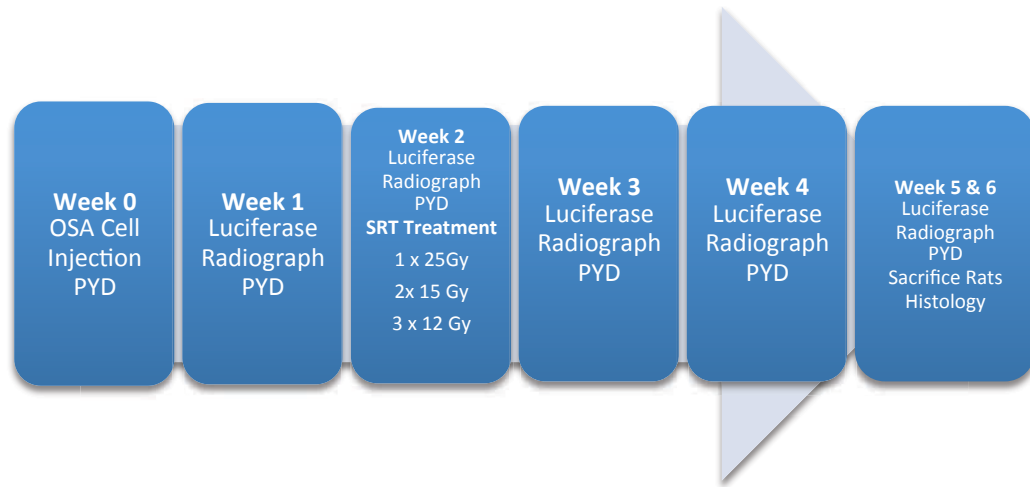 Week 0
OSA Cell
Injection
PYD
Week 1
Luciferase
Radiograph
PYD
Week 2
Luciferase
Radiograph
PYD
SRT Treatment
1 x 25Gy
2x 15 Gy
3 x 12 Gy
Week 3
Luciferase
Radiograph
PYD
Week 4
Luciferase
Radiograph
PYD
Week 5 & 6
Luciferase
Radiograph
PYD
Sacrifice Rats
Histology